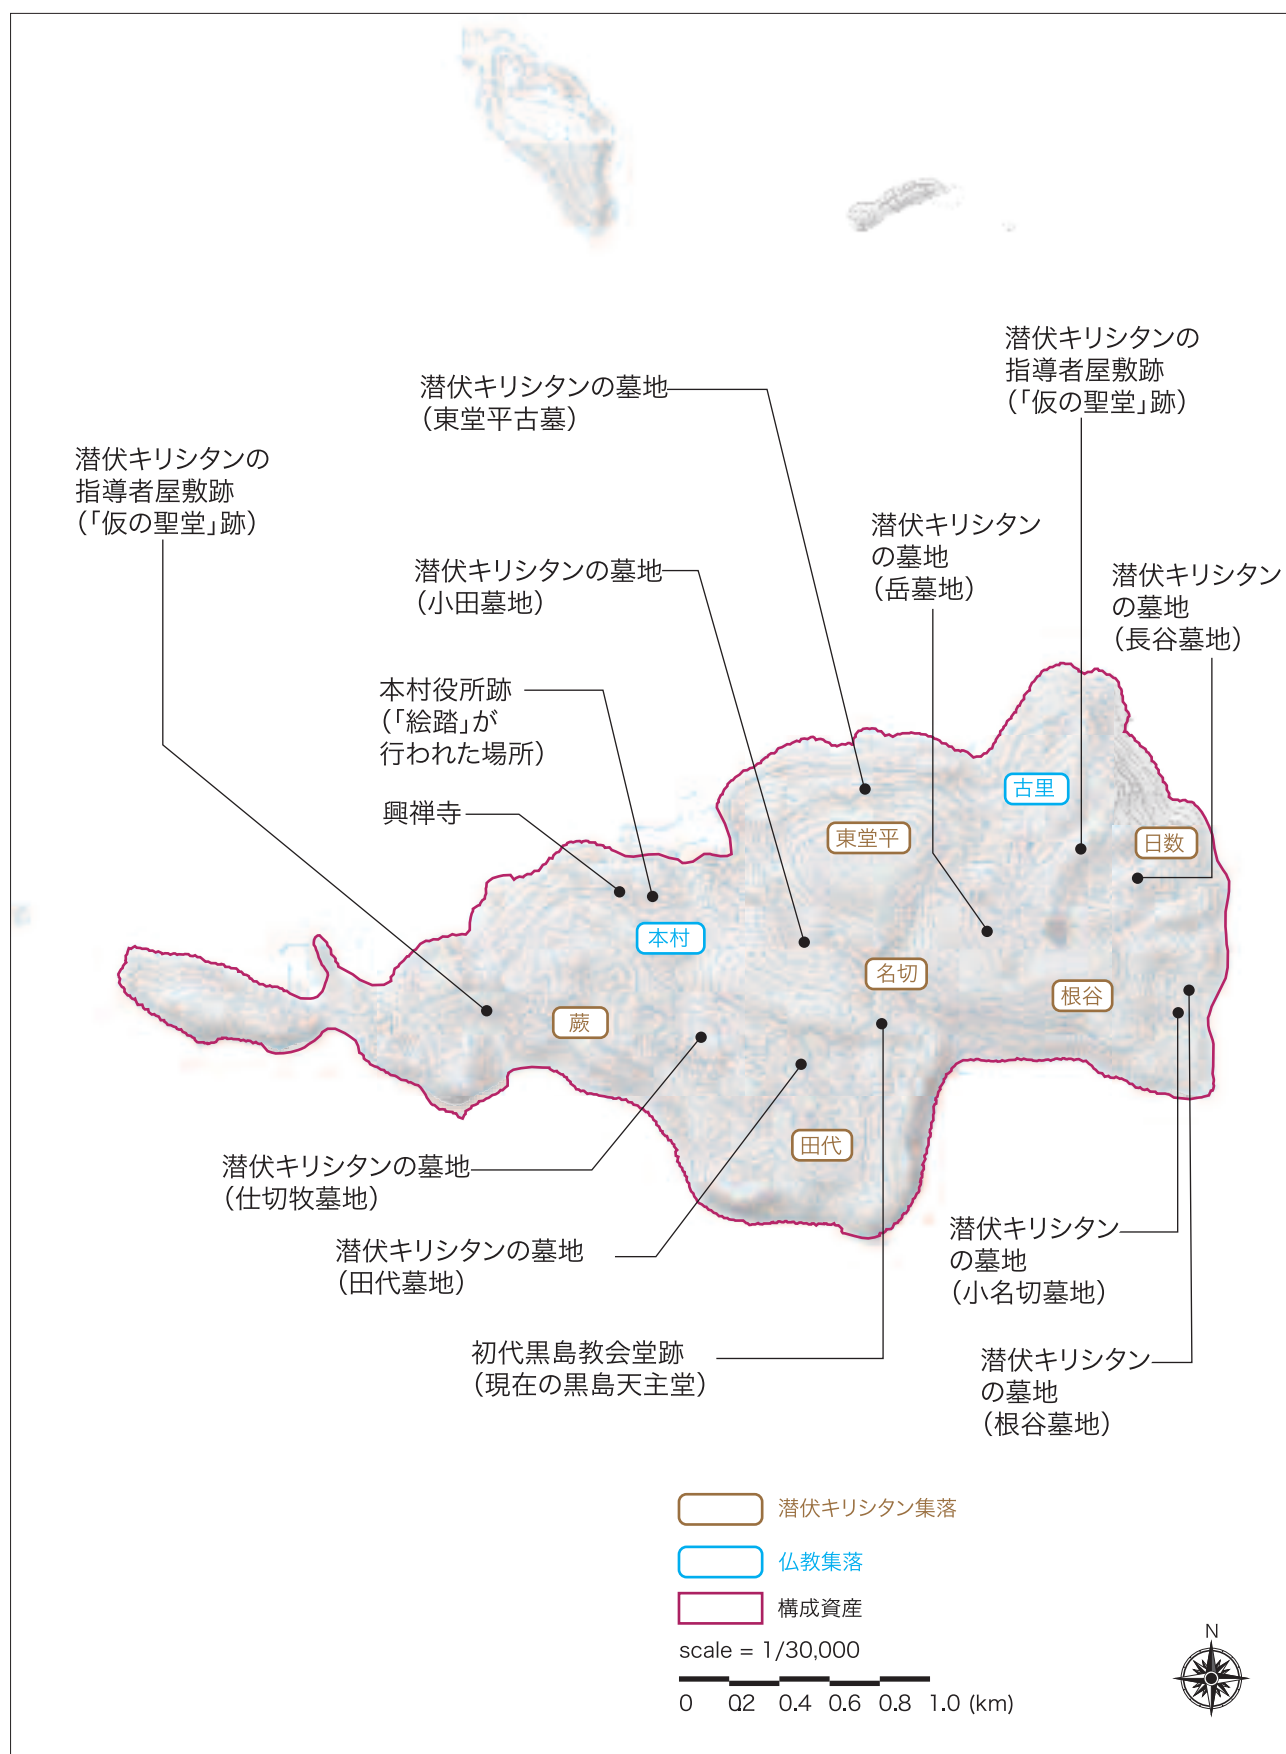 潜伏キリシタンの
指導者屋敷跡
（「仮の聖堂」跡）
潜伏キリシタンの墓地
（東堂平古墓）
潜伏キリシタンの
指導者屋敷跡
（「仮の聖堂」跡）
潜伏キリシタンの墓地
（小田墓地）
潜伏キリシタン
の墓地
（岳墓地）
潜伏キリシタン
の墓地
（長谷墓地）
本村役所跡
（「絵踏」が
行われた場所）
興禅寺
古里
東堂平
日数
本村
名切
根谷
蕨
田代
潜伏キリシタンの墓地
（仕切牧墓地）
潜伏キリシタンの墓地
（田代墓地）
初代黒島教会堂跡
（現在の黒島天主堂）
潜伏キリシタン
の墓地
（小名切墓地）
潜伏キリシタン
の墓地
（根谷墓地）
潜伏キリシタン集落
仏教集落
構成資産
scale = 1/30,000
0 0.2 0.4 0.6 0.8 1.0 (km)
N